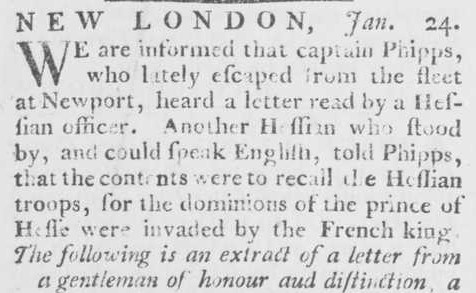 NEW LONDON, Jan. 24.
WE are informed that captain Phipps,
who lately eſcaped from the fleet
at Newport, heard a letter read by a Heſ-
ſian officer. Another Heſſian who ſtood
by, and could ſpeak Engliſh, told Phipps,
that the contents were to recall the Heſſian
troops, for the dominions of the prince of
Heſſe were invaded by the French king.
The following is an extract of a letter from
a gentleman of honour and diſtinction, a